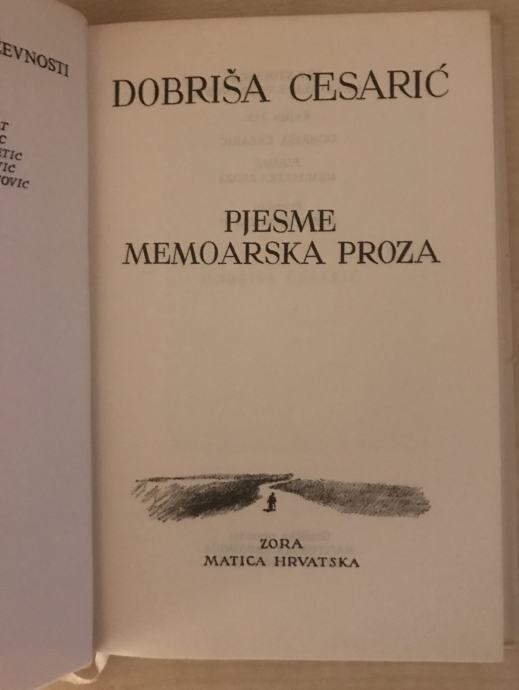 DOBRIŠA CESARIĆ
PJESME
MEMOARSKA PROZA
ZORA
MATICA HRVATSKA